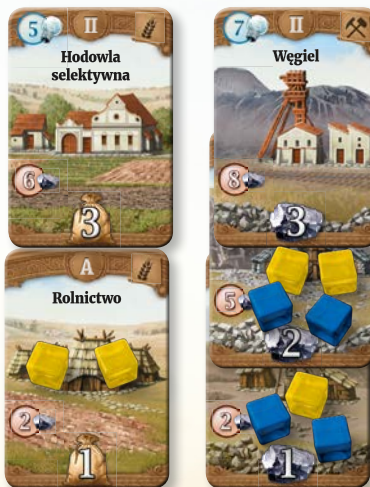 5 II
Hodowla
selektywna
6
3
7 II
Węgiel
8
3
A
Rolnictwo
2
1
5
2
2
1